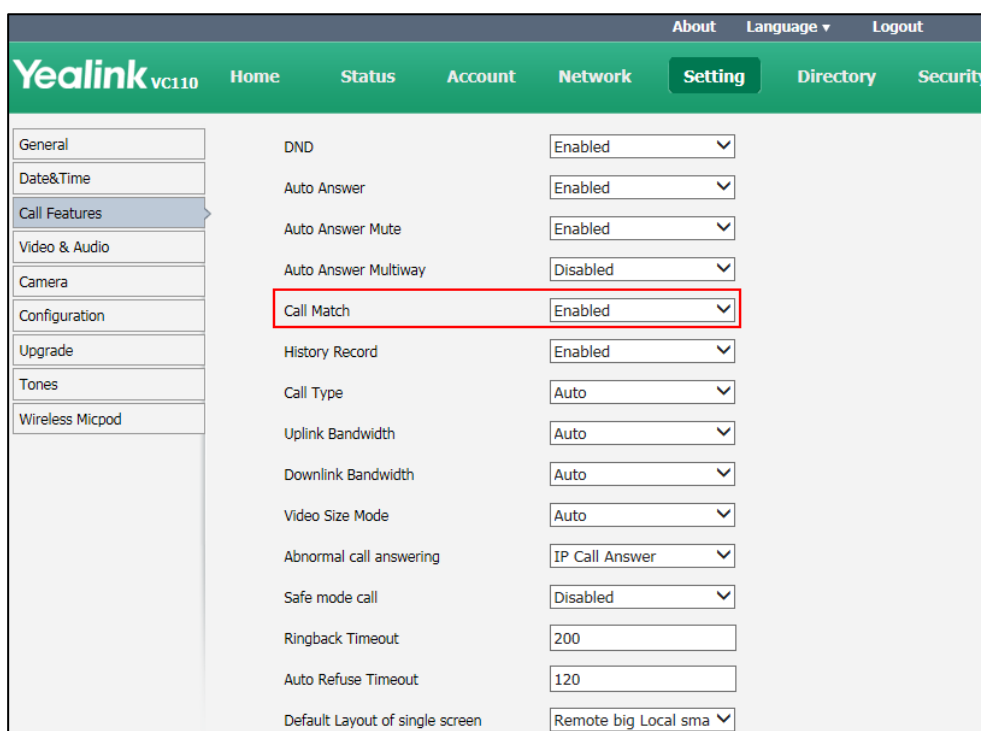 About Language Logout
Yealink VC110 Home Status Account Network Setting Directory Security
General
Date&Time
Call Features
Video & Audio
Camera
Configuration
Upgrade
Tones
Wireless Micpod
DND Enabled
Auto Answer Enabled
Auto Answer Mute Enabled
Auto Answer Multiway Disabled
Call Match Enabled
History Record Enabled
Call Type Auto
Uplink Bandwidth Auto
Downlink Bandwidth Auto
Video Size Mode Auto
Abnormal call answering IP Call Answer
Safe mode call Disabled
Ringback Timeout 200
Auto Refuse Timeout 120
Default Layout of single screen Remote big Local sma